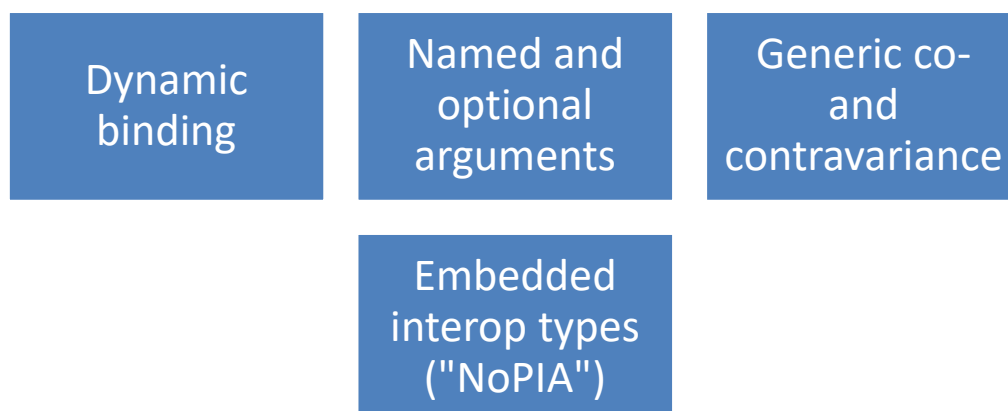 Dynamic
binding
Named and
optional
arguments
Generic co-
and
contravariance
Embedded
interop types
("NoPIA")